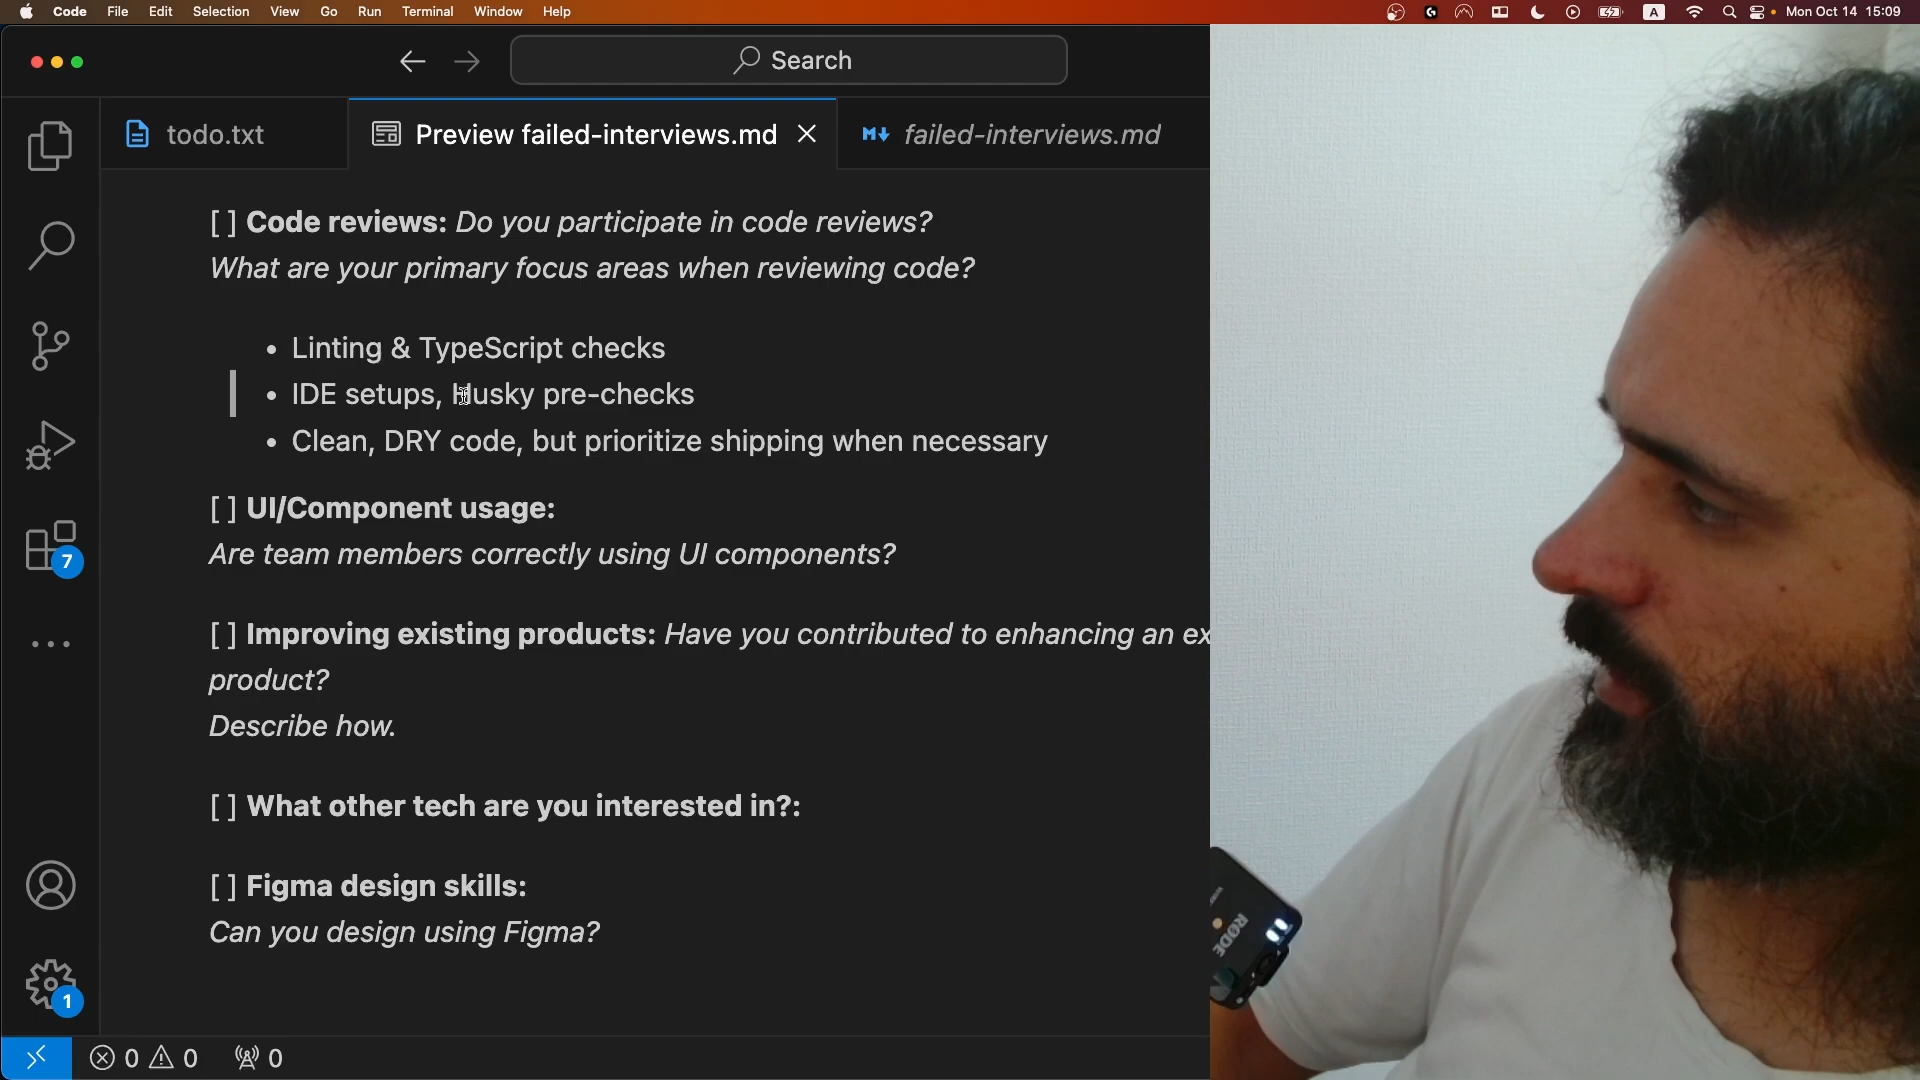 Code File Edit Selection View Go Run Terminal Window Help A Mon Oct 14 15:09
Search
todo.txt Preview failed-interviews.md failed-interviews.md
[ ] Code reviews: Do you participate in code reviews?
What are your primary focus areas when reviewing code?
• Linting & TypeScript checks
• IDE setups, Husky pre-checks
• Clean, DRY code, but prioritize shipping when necessary
[ ] UI/Component usage:
Are team members correctly using UI components?
[ ] Improving existing products: Have you contributed to enhancing an ex
product?
Describe how.
[ ] What other tech are you interested in?:
[ ] Figma design skills:
Can you design using Figma?
7
1
0 0 0
RØDE